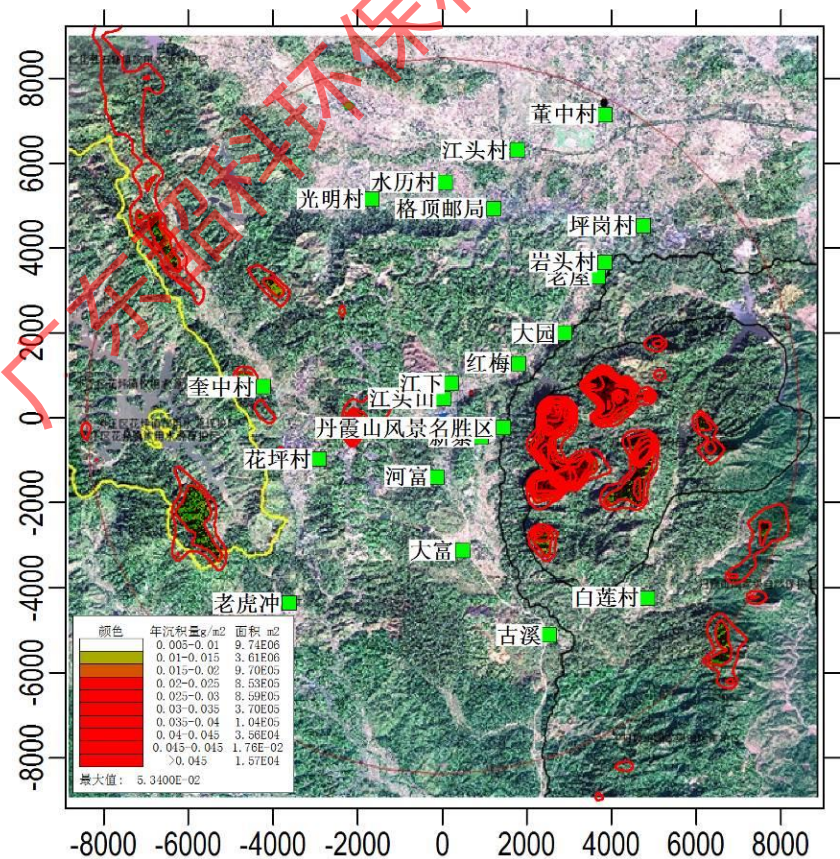 广东韶科环保科
8000
6000
4000
2000
0
-2000
-4000
-6000
-8000
董中村
江头村
水历村
光明村
格顶邮局
坪岗村
岩头村
老屋
大园
红梅
江下
奎中村
江头山
丹霞山风景名胜区
花坪村
河富
大富
老虎冲
白莲村
古溪
颜色 年沉积量g/m2 面积 m2
0.005-0.01 9.74E06
0.01-0.015 3.61E06
0.015-0.02 9.70E05
0.02-0.025 8.53E05
0.025-0.03 8.59E05
0.03-0.035 3.70E05
0.035-0.04 1.04E05
0.04-0.045 3.56E04
0.045-0.045 1.76E-02
>0.045 1.57E04
最大值: 5.3400E-02
-8000 -6000 -4000 -2000 0 2000 4000 6000 8000